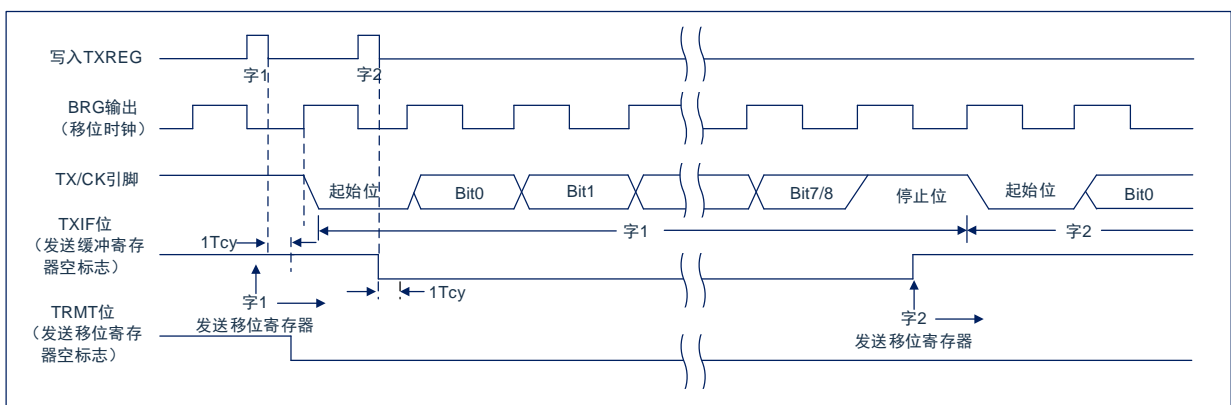 写入TXREG
字1
字2
BRG输出
（移位时钟）
TX/CK引脚
起始位
Bit0
Bit1
Bit7/8
停止位
起始位
Bit0
TXIF位
（发送缓冲寄存
器空标志）
1Tcy
字1
字2
1Tcy
字1
发送移位寄存器
字2
发送移位寄存器
TRMT位
（发送移位寄存
器空标志）